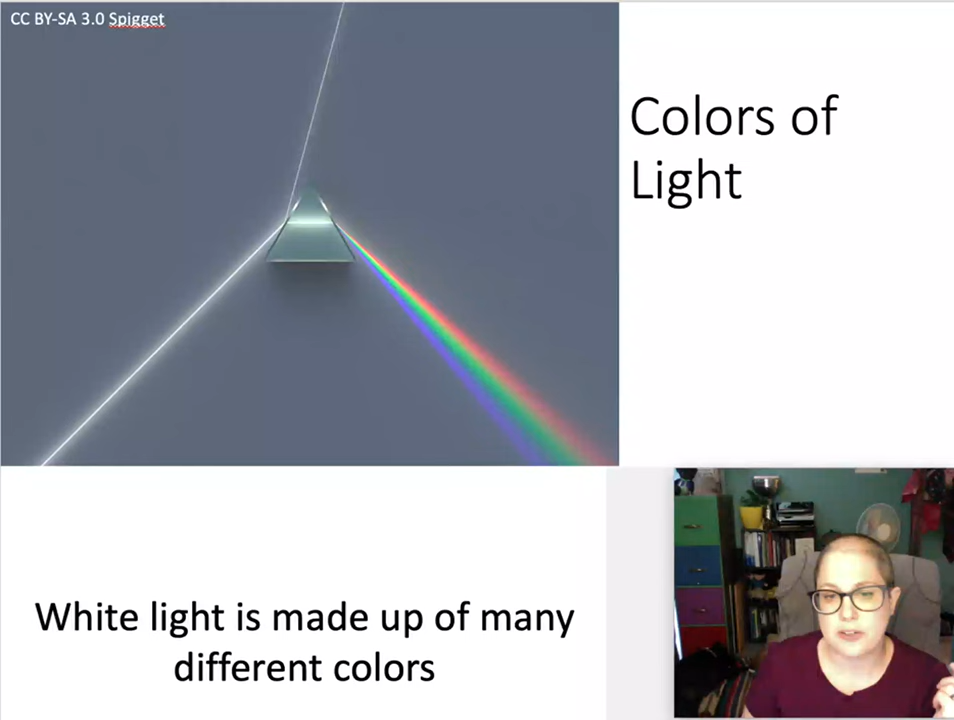 CC BY-SA 3.0 Spigget
Colors of
Light
White light is made up of many
different colors